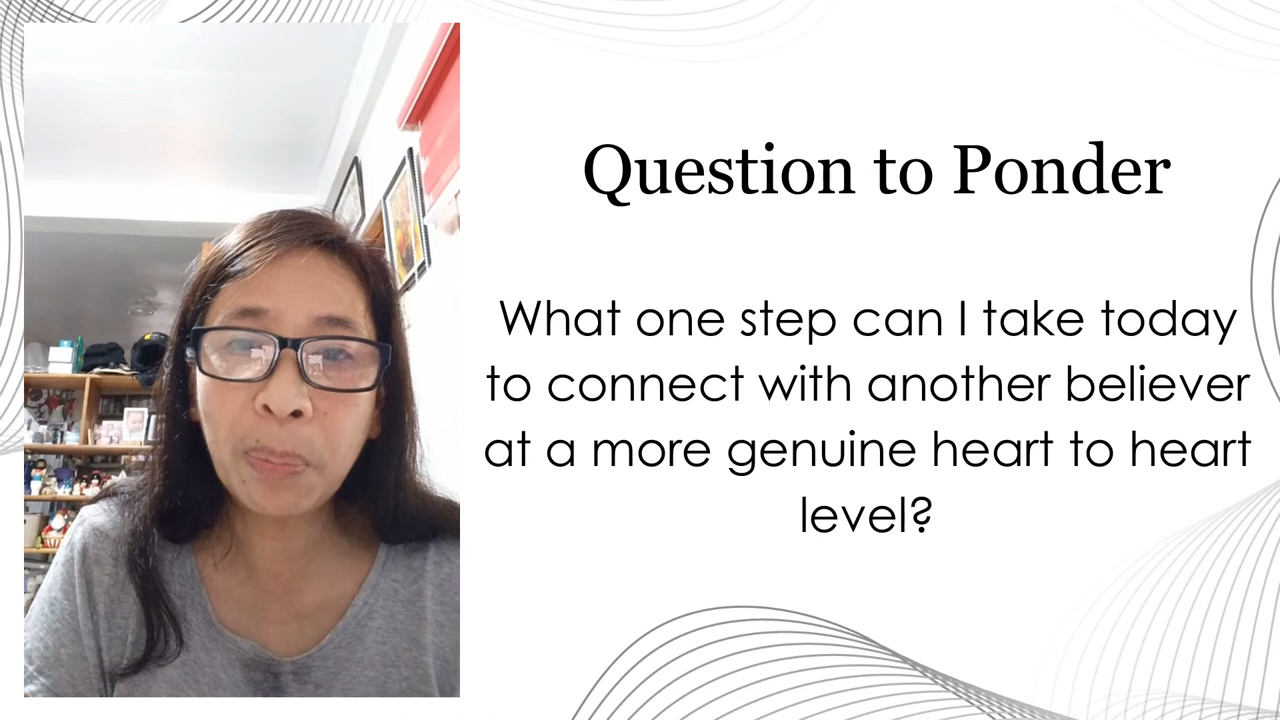 Question to Ponder
What one step can I take today
to connect with another believer
at a more genuine heart to heart
level?